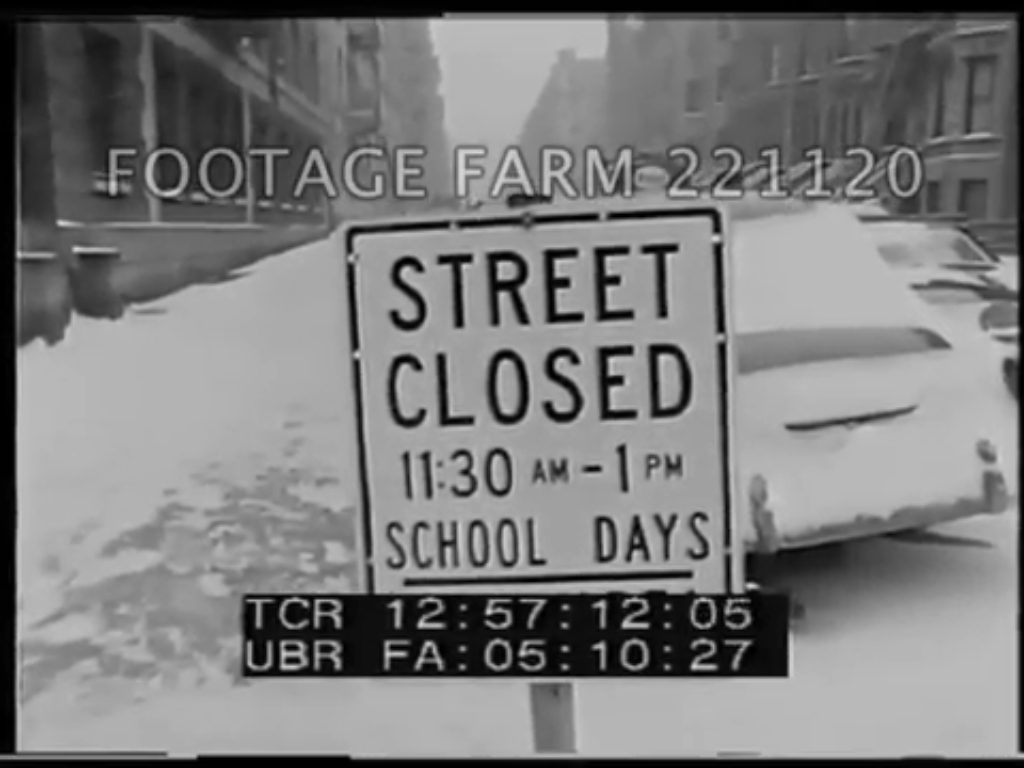 FOOTAGE FARM 221120
STREET
CLOSED
11:30 AM - 1 PM
SCHOOL DAYS
TCR 12:57:12:05
UBR FA:05:10:27